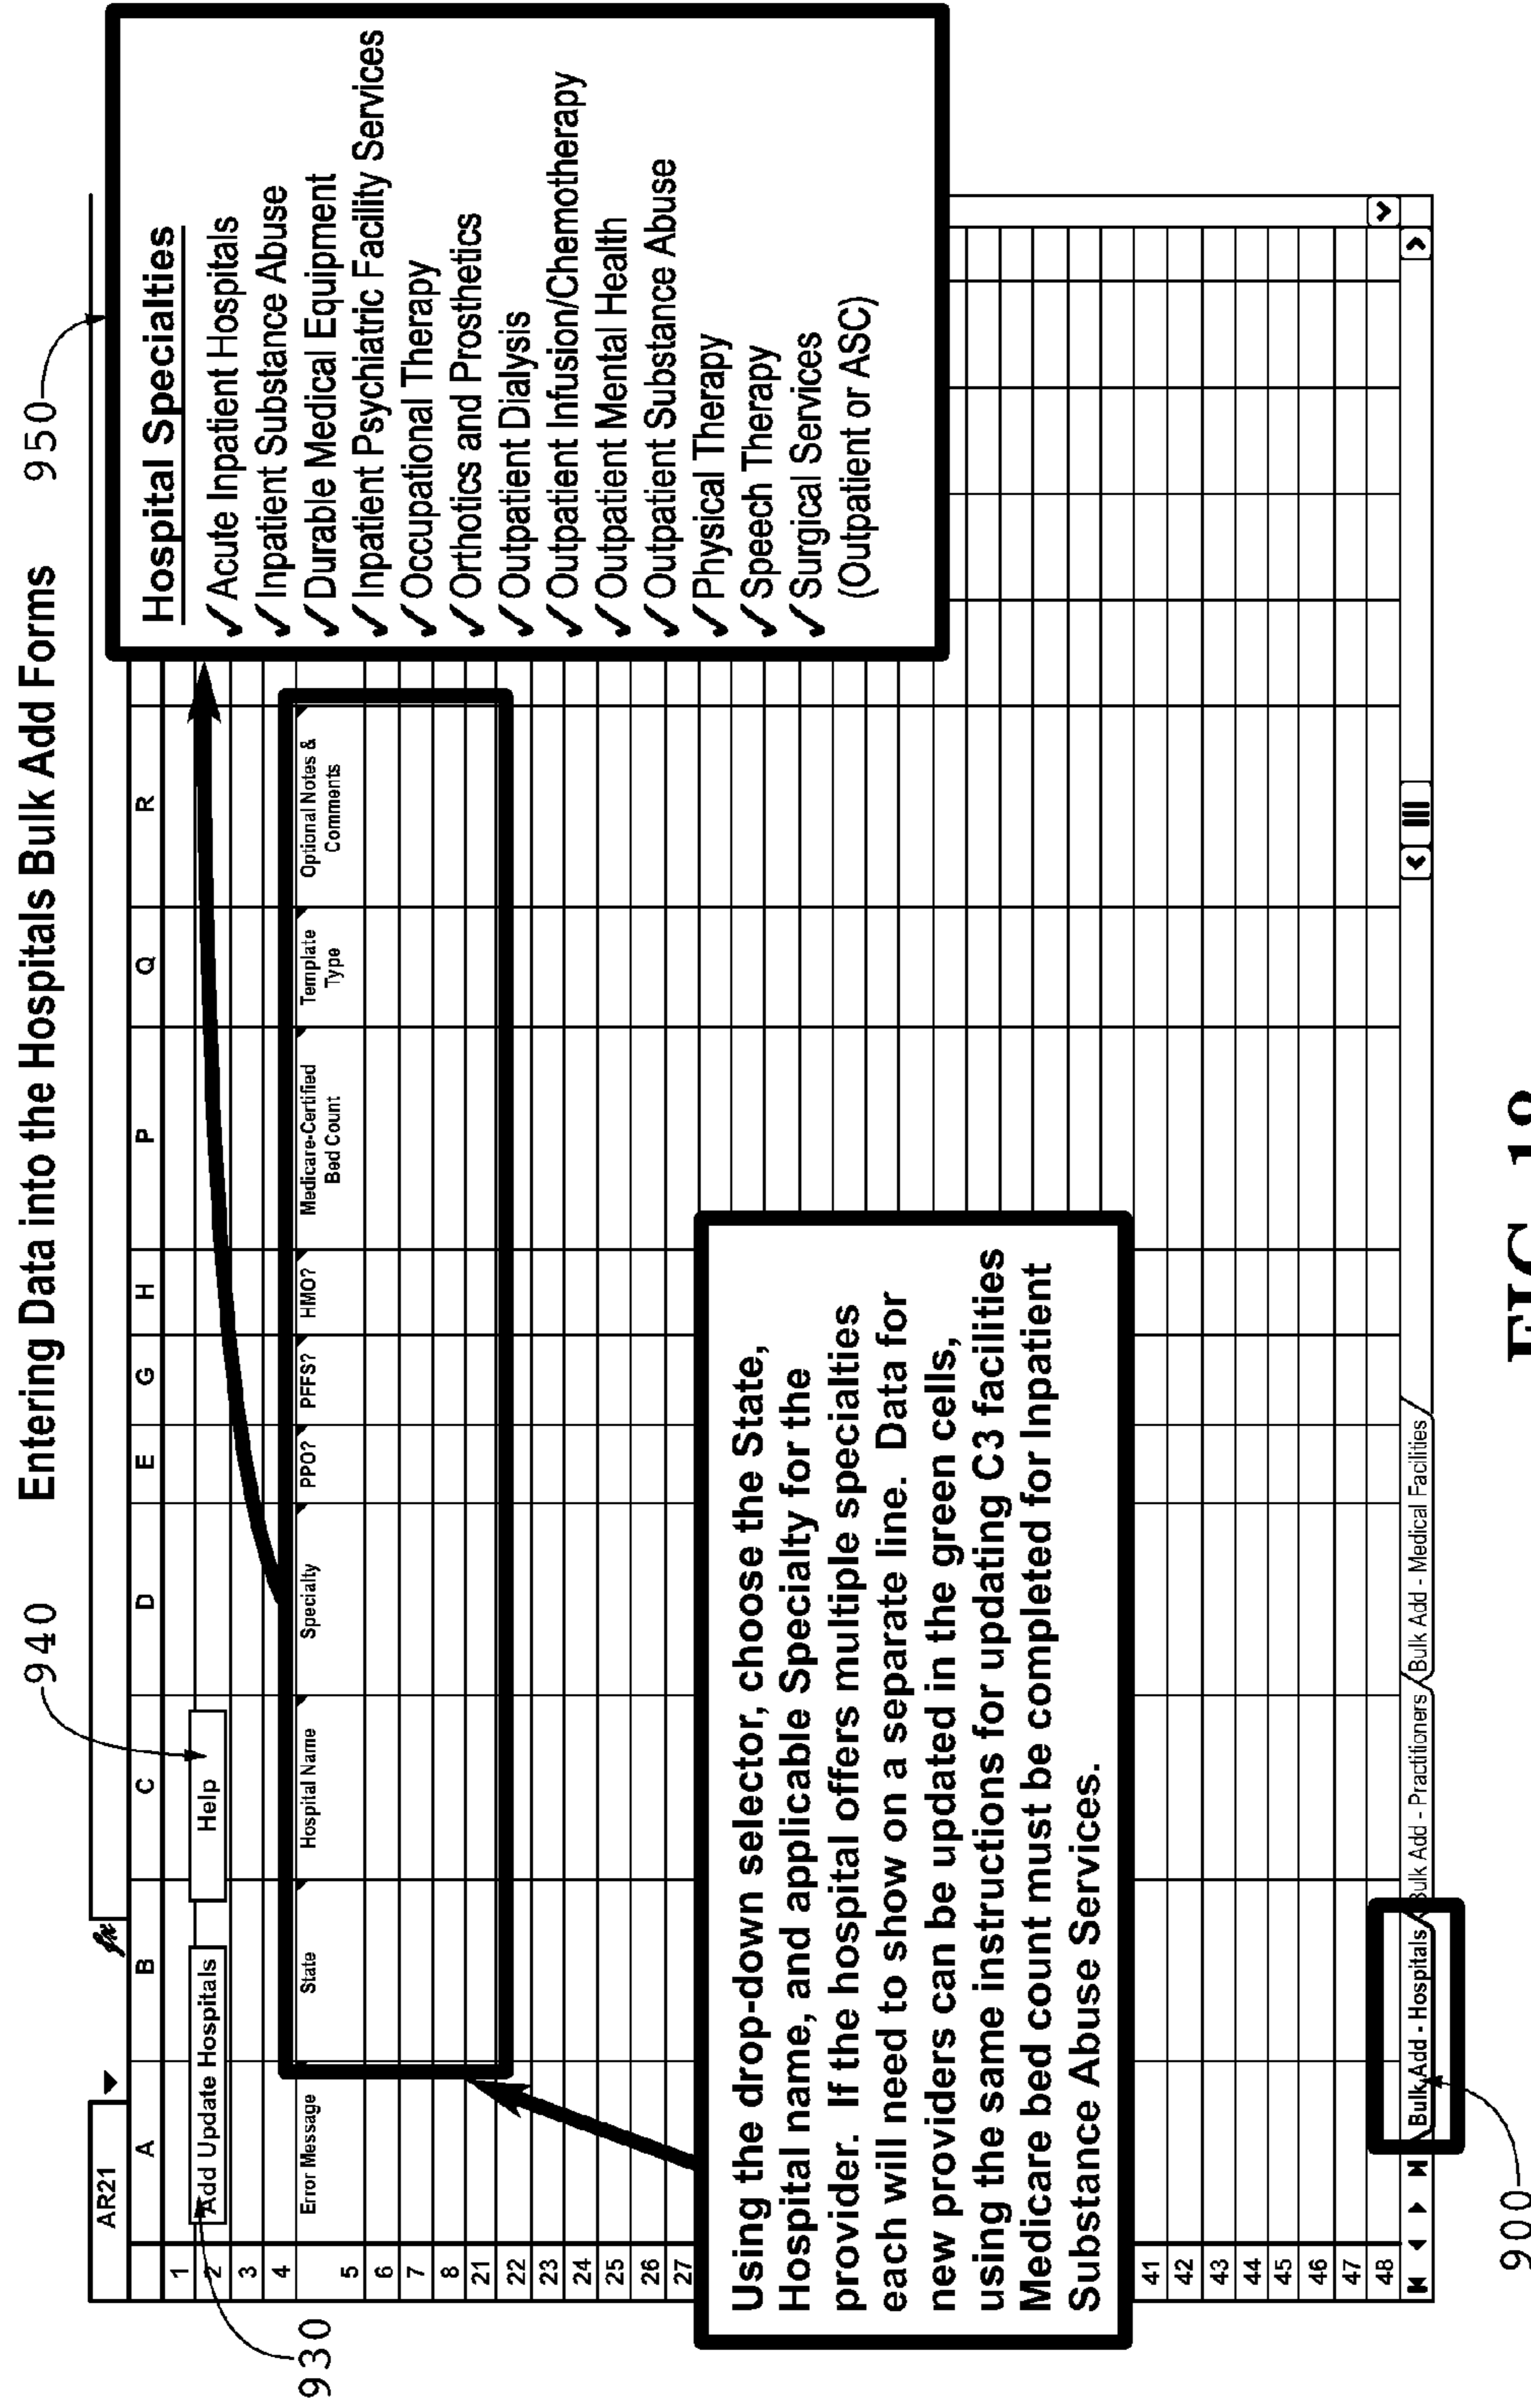 Entering Data into the Hospitals Bulk Add Forms
940
950
930
AR21
fx
A B C D E G H P Q R
1
2
Add Update Hospitals
Help
3
4
Error Message
State
Hospital Name
Specialty
PPO?
PFFS?
HMO?
Medicare-Certified
Bed Count
Template
Type
Optional Notes &
Comments
5
6
7
8
21
22
23
24
25
26
27
41
42
43
44
45
46
47
48
Hospital Specialties
✓Acute Inpatient Hospitals
✓Inpatient Substance Abuse
✓Durable Medical Equipment
✓Inpatient Psychiatric Facility Services
✓Occupational Therapy
✓Orthotics and Prosthetics
✓Outpatient Dialysis
✓Outpatient Infusion/Chemotherapy
✓Outpatient Mental Health
✓Outpatient Substance Abuse
✓Physical Therapy
✓Speech Therapy
✓Surgical Services
(Outpatient or ASC)
Using the drop-down selector, choose the State,
Hospital name, and applicable Specialty for the
provider. If the hospital offers multiple specialties
each will need to show on a separate line. Data for
new providers can be updated in the green cells,
using the same instructions for updating C3 facilities
Medicare bed count must be completed for Inpatient
Substance Abuse Services.
Bulk Add - Hospitals
Bulk Add - Practitioners
Bulk Add - Medical Facilities
900